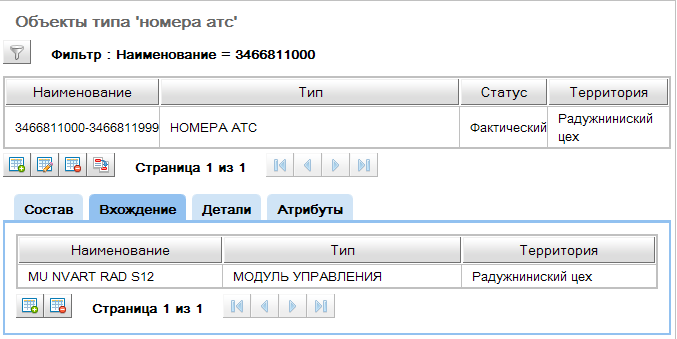 Объекты типа 'номера атс'
Фильтр : Наименование = 3466811000
Наименование Тип Статус Территория
3466811000-3466811999 НОМЕРА АТС Фактический Радужниниский
цех
Страница 1 из 1
Состав Вхождение Детали Атрибуты
Наименование Тип Территория
MU NVART RAD S12 МОДУЛЬ УПРАВЛЕНИЯ Радужниниский цех
Страница 1 из 1